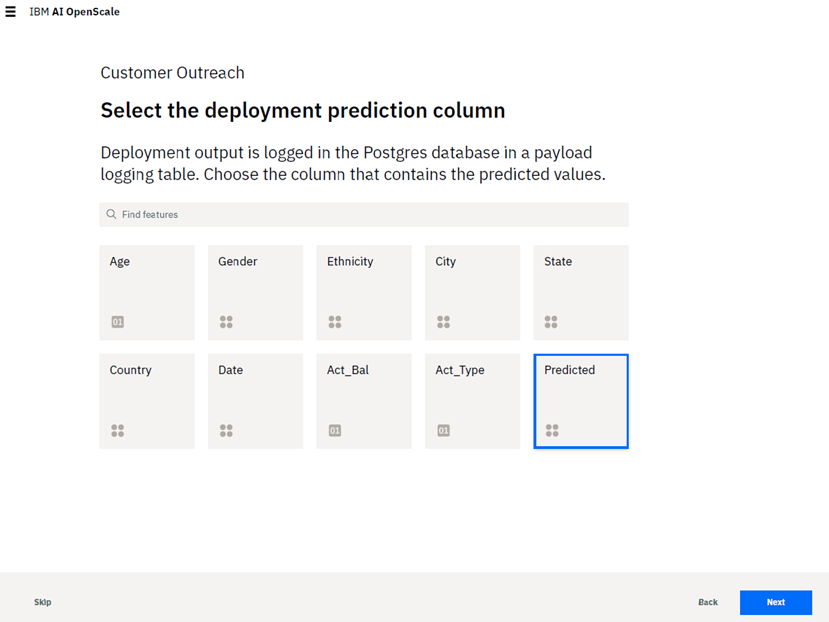 IBM AI OpenScale
Customer Outreach
Select the deployment prediction column
Deployment output is logged in the Postgres database in a payload
logging table. Choose the column that contains the predicted values.
Find features
Age
Gender
Ethnicity
City
State
01
Country
Date
Act_Bal
Act_Type
Predicted
01
01
Skip
Back
Next